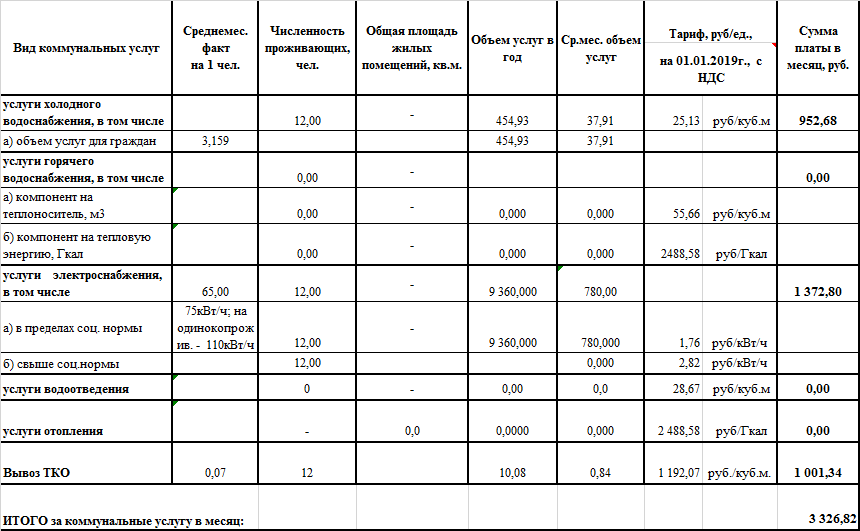 Вид коммунальных услуг Среднемес. факт на 1 чел. Численность проживающих, чел. Общая площадь жилых помещений, кв.м. Объем услуг в год Ср.мес. объем услуг Тариф, руб/ед., на 01.01.2019г., с НДС Сумма платы в месяц, руб.
услуги холодного
водоснабжения, в том числе 12,00 - 454,93 37,91 25,13 руб/куб.м 952,68
а) объем услуг для граждан 3,159 454,93 37,91
услуги горячего
водоснабжения, в том числе 0,00 - 0,00
а) компонент на
теплоноситель, м3 0,00 - 0,000 0,000 55,66 руб/куб.м
б) компонент на тепловую
энергию, Гкал 0,00 - 0,000 0,000 2488,58 руб/Гкал
услуги электроснабжения,
в том числе 65,00 12,00 - 9 360,000 780,00 1 372,80
а) в пределах соц. нормы 75кВт/ч; на одинокопрож ив. - 110кВт/ч 12,00 - 9 360,000 780,000 1,76 руб/кВт/ч
б) свыше соц.нормы 12,00 0,000 2,82 руб/кВт/ч
услуги водоотведения 0 - 0,00 0,0 28,67 руб/куб.м 0,00
услуги отопления - 0,0 0,0000 0,000 2 488,58 руб/Гкал 0,00
Вывоз ТКО 0,07 12 10,08 0,84 1 192,07 руб./куб.м. 1 001,34
ИТОГО за коммунальные услугу в месяц: 3 326,82